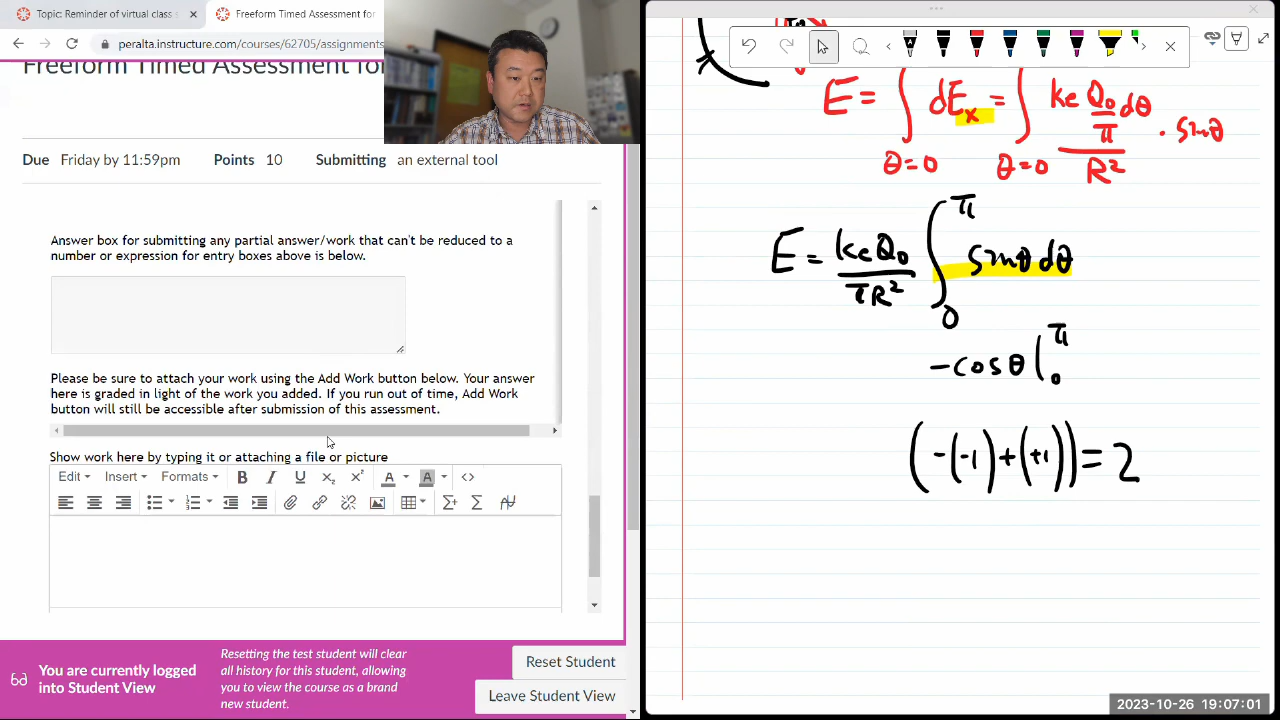 Topic: Reminder of virtual class
Freeform Timed Assessment for
peralta.instructure.com/courses/62705/assignments
Freeform Timed Assessment for
Due Friday by 11:59pm Points 10 Submitting an external tool
Answer box for submitting any partial answer/work that can't be reduced to a
number or expression for entry boxes above is below.
Please be sure to attach your work using the Add Work button below. Your answer
here is graded in light of the work you added. If you run out of time, Add Work
button will still be accessible after submission of this assessment.
Show work here by typing it or attaching a file or picture
Edit Insert Formats
You are currently logged
into Student View
Resetting the test student will clear
all history for this student, allowing
you to view the course as a brand
new student.
Reset Student
Leave Student View
E = ∫θ=0 dEx = ∫θ=0 ke Q0/π dθ / R² · sinθ
E = keQ0/πR² ∫0^π sinθ dθ
-cosθ |0^π
(-(-1)+(+1)) = 2
2023-10-26 19:07:01